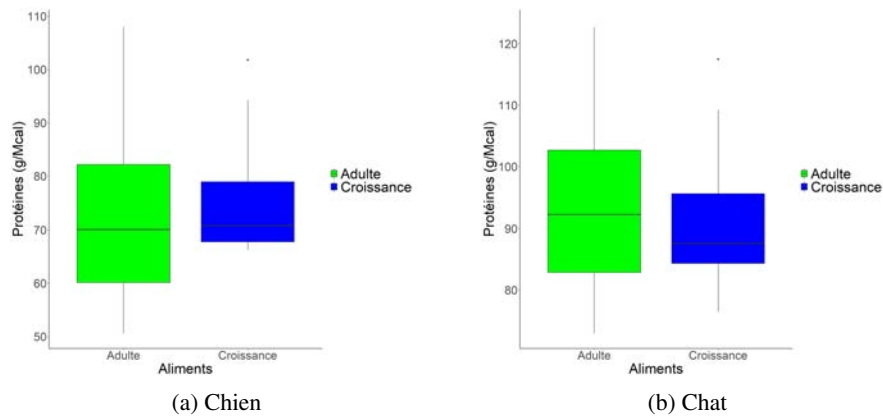 Protéines (g/Mcal)
110
100
90
80
70
60
50
Adulte
Croissance
Aliments
Adulte
Croissance
(a) Chien
Protéines (g/Mcal)
120
110
100
90
80
Adulte
Croissance
Aliments
Adulte
Croissance
(b) Chat